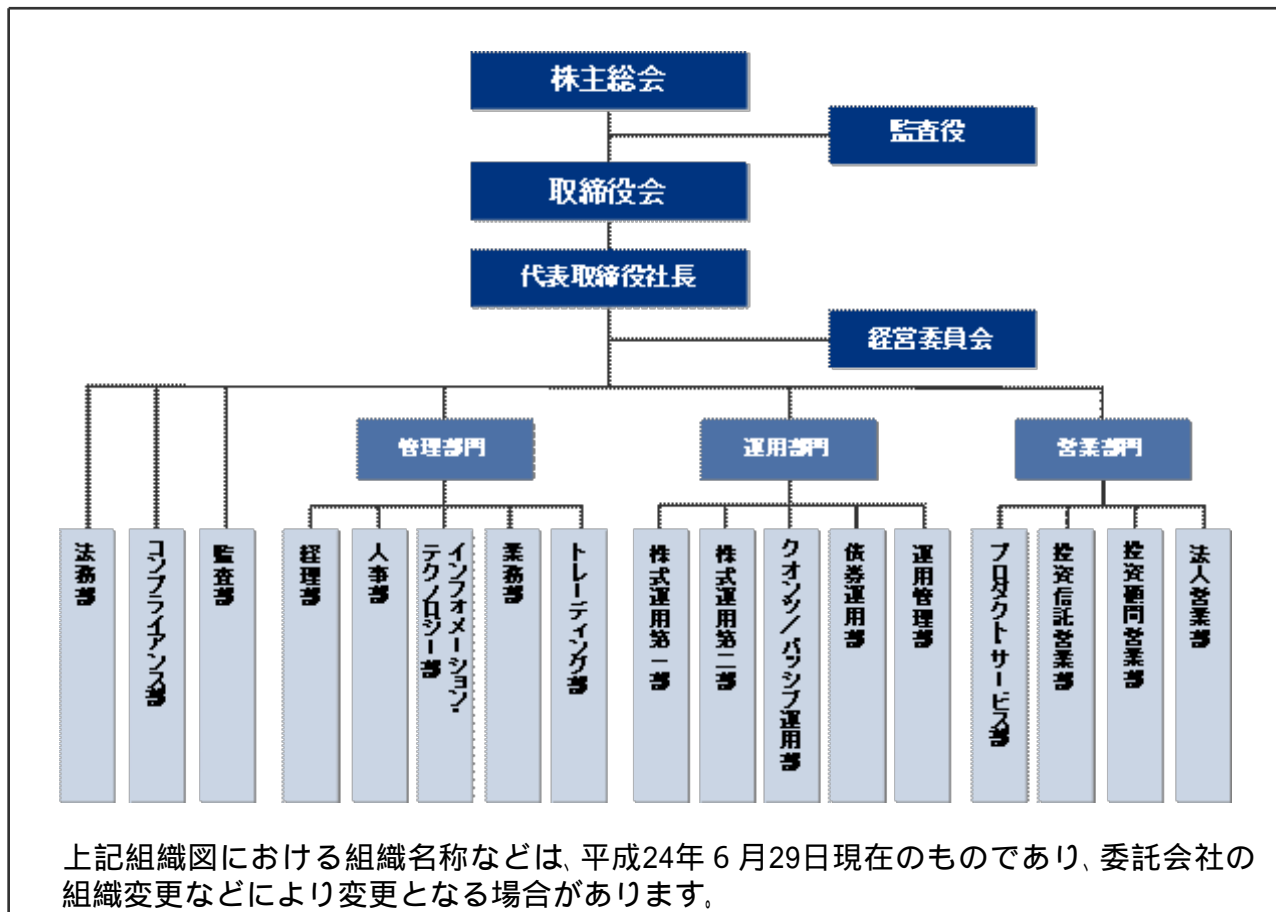 株主総会
監査役
取締役会
代表取締役社長
経営委員会
管理部門
運用部門
営業部門
法務部
コンプライアンス部
監査部
経理部
人事部
インフォメーション・
テクノロジー部
業務部
トレーディング部
株式運用第一部
株式運用第二部
クオンツ/パッシブ運用部
債券運用部
運用管理部
プロダクト・サービス部
投資信託営業部
投資顧問営業部
法人営業部
上記組織図における組織名称などは、平成24年6月29日現在のものであり、委託会社の
組織変更などにより変更となる場合があります。